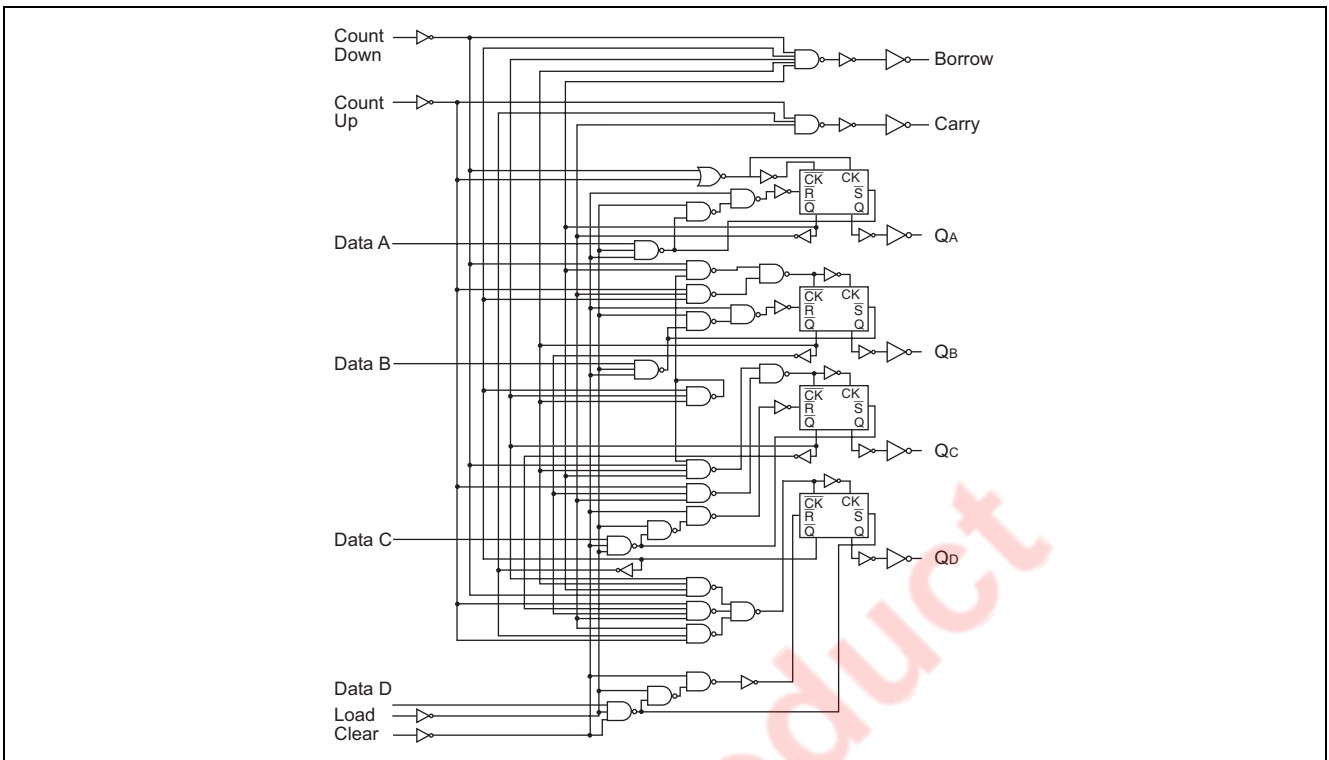 Count
Down
Borrow
Count
Up
Carry
CK CK
R S
Q Q
Data A
QA
CK CK
R S
Q Q
Data B
QB
CK CK
R S
Q Q
QC
CK CK
R S
Q Q
Data C
QD
Data D
Load
Clear
oduct